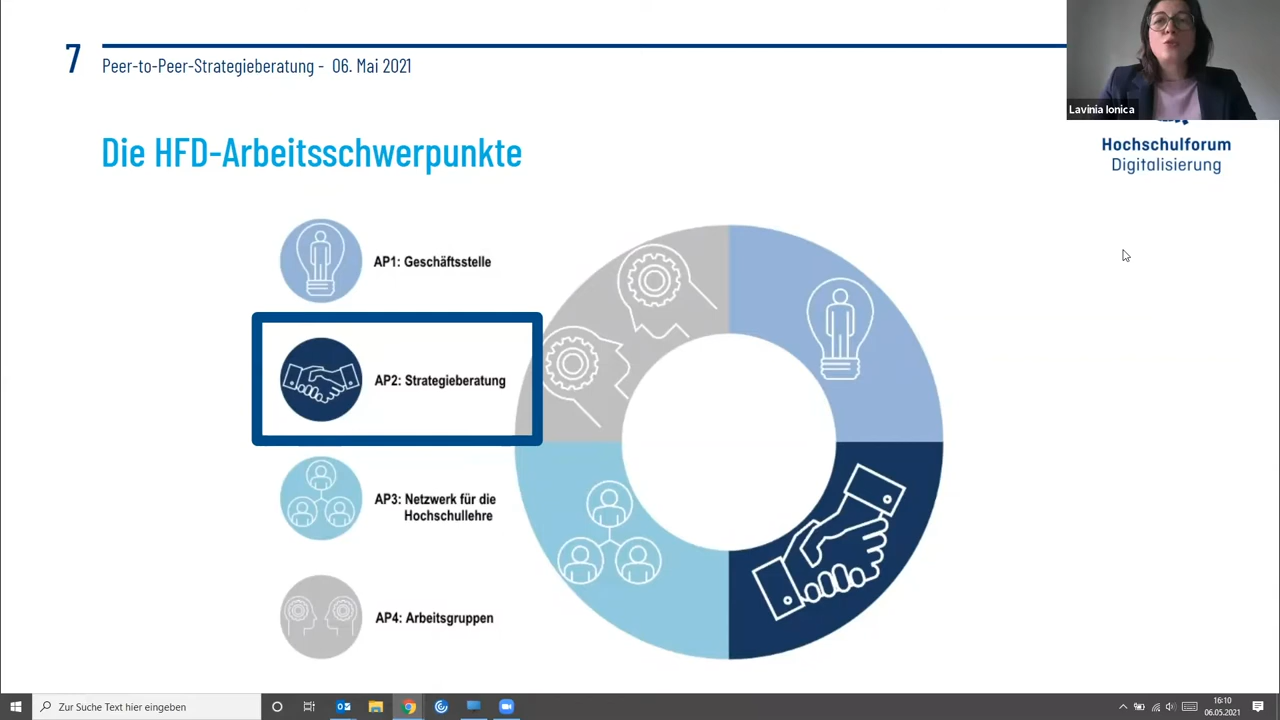 7
Peer-to-Peer-Strategieberatung - 06. Mai 2021
Lavinia Ionica
Hochschulforum
Digitalisierung
Die HFD-Arbeitsschwerpunkte
AP1: Geschäftsstelle
AP2: Strategieberatung
AP3: Netzwerk für die
Hochschullehre
AP4: Arbeitsgruppen
Zur Suche Text hier eingeben
16:10
06.05.2021